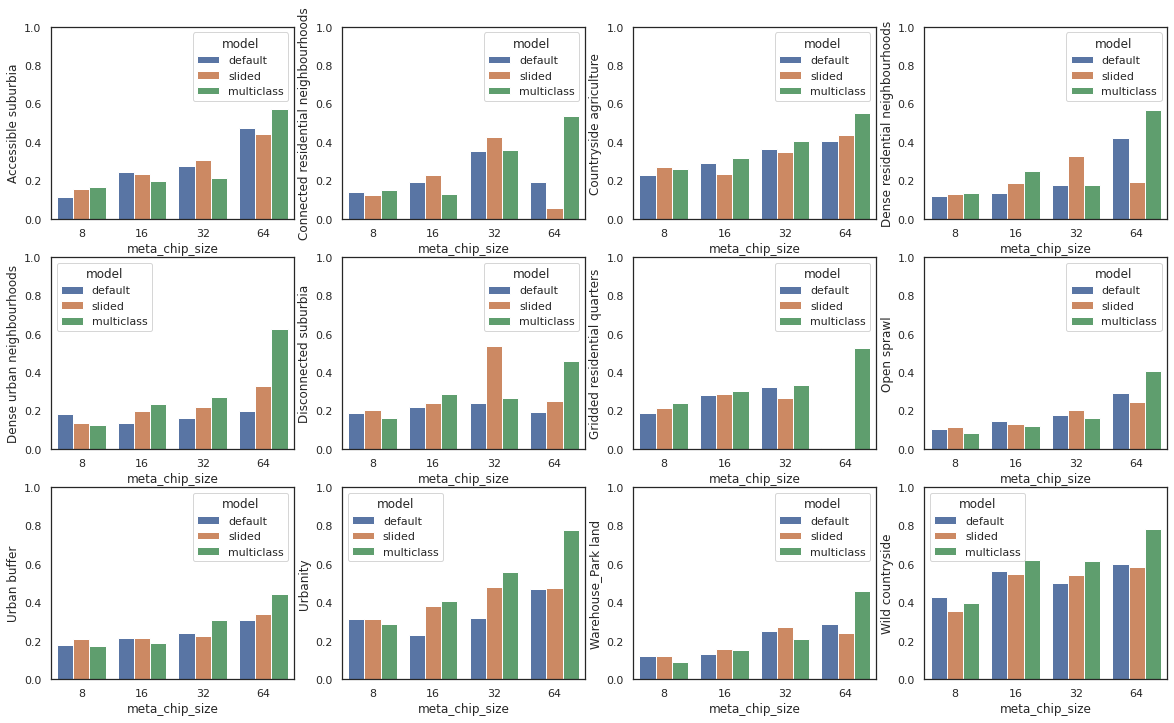 Accessible suburbia
1.0
0.8
0.6
0.4
0.2
0.0
model
default
slided
multiclass
8 16 32 64
meta_chip_size
Connected residential neighbourhoods
1.0
0.8
0.6
0.4
0.2
0.0
model
default
slided
multiclass
8 16 32 64
meta_chip_size
Countryside agriculture
1.0
0.8
0.6
0.4
0.2
0.0
model
default
slided
multiclass
8 16 32 64
meta_chip_size
Dense residential neighbourhoods
1.0
0.8
0.6
0.4
0.2
0.0
model
default
slided
multiclass
8 16 32 64
meta_chip_size
Dense urban neighbourhoods
1.0
0.8
0.6
0.4
0.2
0.0
model
default
slided
multiclass
8 16 32 64
meta_chip_size
Disconnected suburbia
1.0
0.8
0.6
0.4
0.2
0.0
model
default
slided
multiclass
8 16 32 64
meta_chip_size
Gridded residential quarters
1.0
0.8
0.6
0.4
0.2
0.0
model
default
slided
multiclass
8 16 32 64
meta_chip_size
Open sprawl
1.0
0.8
0.6
0.4
0.2
0.0
model
default
slided
multiclass
8 16 32 64
meta_chip_size
Urban buffer
1.0
0.8
0.6
0.4
0.2
0.0
model
default
slided
multiclass
8 16 32 64
meta_chip_size
Urbanity
1.0
0.8
0.6
0.4
0.2
0.0
model
default
slided
multiclass
8 16 32 64
meta_chip_size
Warehouse_Park land
1.0
0.8
0.6
0.4
0.2
0.0
model
default
slided
multiclass
8 16 32 64
meta_chip_size
Wild countryside
1.0
0.8
0.6
0.4
0.2
0.0
model
default
slided
multiclass
8 16 32 64
meta_chip_size